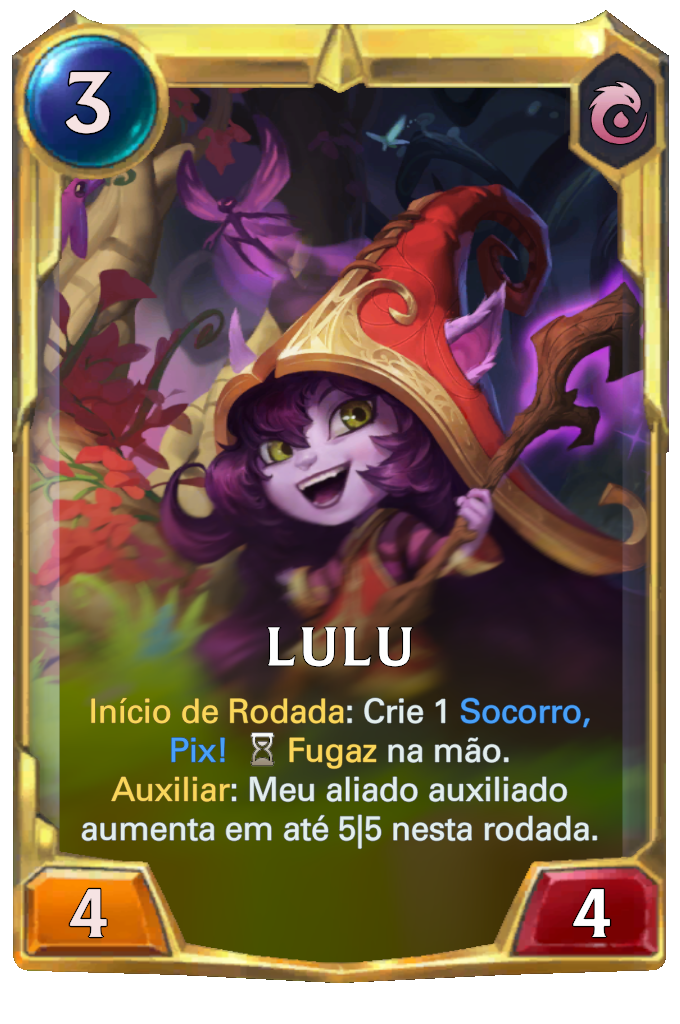 3
LULU
Início de Rodada: Crie 1 Socorro,
Pix! Fugaz na mão.
Auxiliar: Meu aliado auxiliado
aumenta em até 5|5 nesta rodada.
4 4